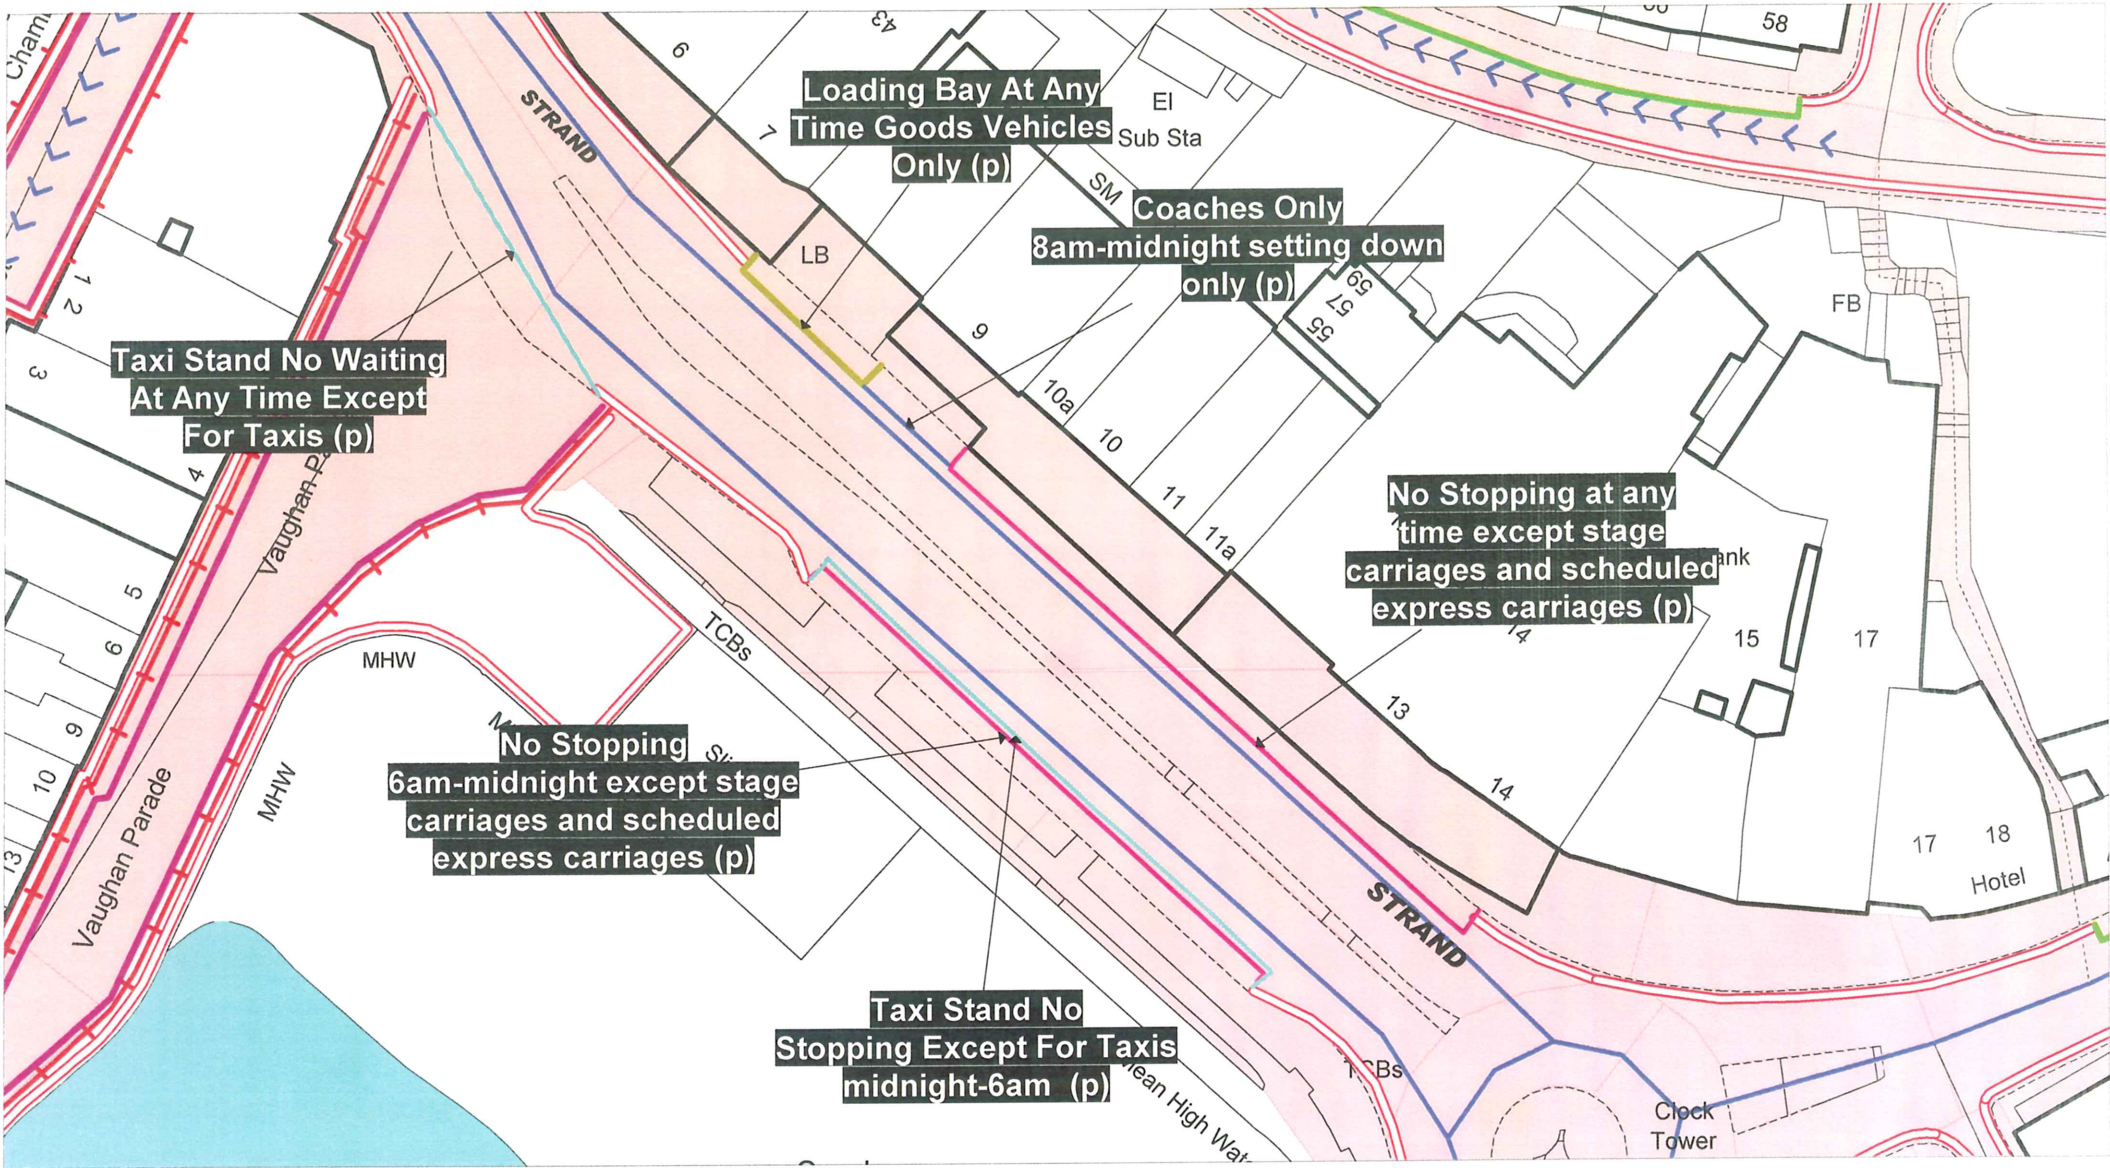 58
6
43
7
STRAND
Loading Bay At Any
Time Goods Vehicles
Only (p)
El
Sub Sta
SM
Coaches Only
8am-midnight setting down
only (p)
LB
59
57
55
FB
1
2
3
4
5
6
9
10
13
9
10a
10
11
11a
13
14
Taxi Stand No Waiting
At Any Time Except
For Taxis (p)
No Stopping at any
time except stage
carriages and scheduled
express carriages (p)
14
15
17
17
18
Hotel
MHW
MHW
TCBs
Vaughan Parade
No Stopping
6am-midnight except stage
carriages and scheduled
express carriages (p)
STRAND
Taxi Stand No
Stopping Except For Taxis
midnight-6am (p)
High
Clock
Tower